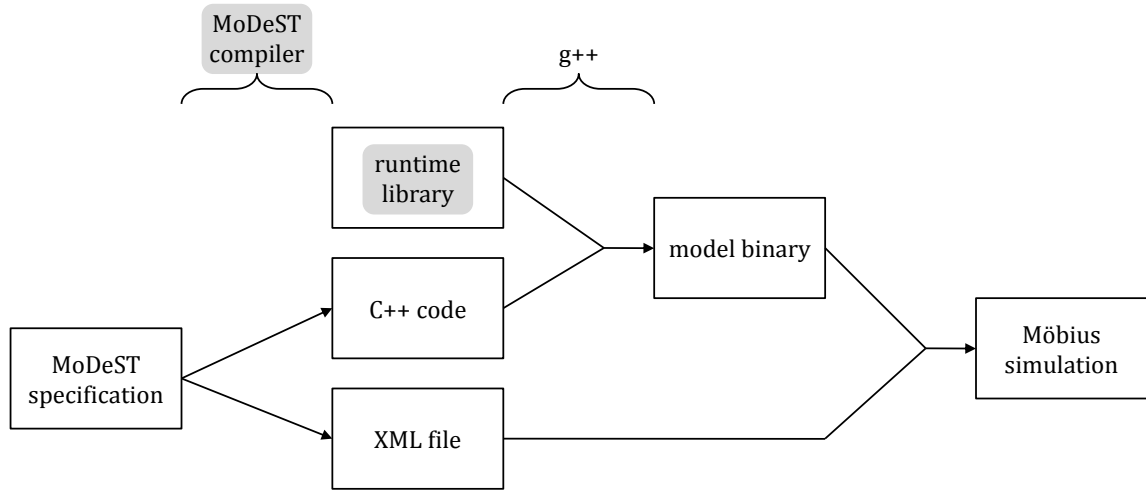 MoDeST
compiler
g++
runtime
library
model binary
C++ code
MoDeST
specification
Möbius
simulation
XML file